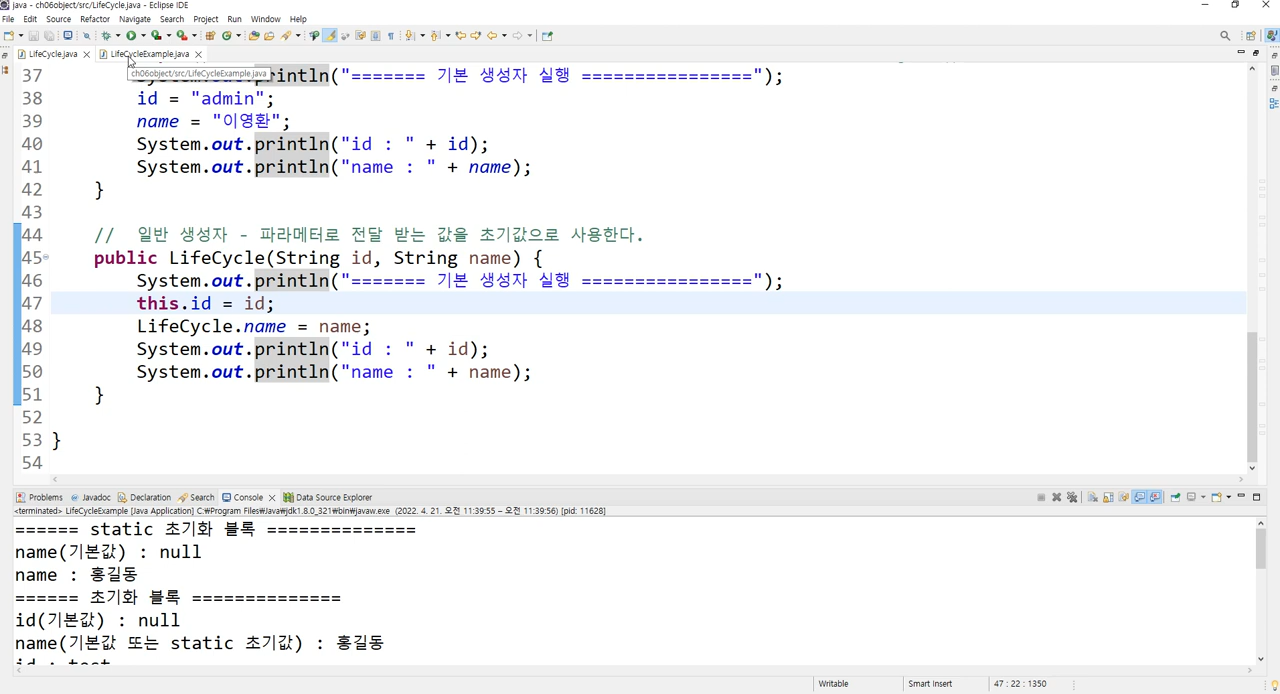 java - ch06object/src/LifeCycle.java - Eclipse IDE
File Edit Source Refactor Navigate Search Project Run Window Help
LifeCycle.java LifeCycleExample.java
ch06object/src/LifeCycleExample.java
37 println("======= 기본 생성자 실행 ================");
38 id = "admin";
39 name = "이영환";
40 System.out.println("id : " + id);
41 System.out.println("name : " + name);
42 }
43
44 // 일반 생성자 - 파라메터로 전달 받는 값을 초기값으로 사용한다.
45 public LifeCycle(String id, String name) {
46 System.out.println("======= 기본 생성자 실행 ================");
47 this.id = id;
48 LifeCycle.name = name;
49 System.out.println("id : " + id);
50 System.out.println("name : " + name);
51 }
52
53 }
54
Problems Javadoc Declaration Search Console Data Source Explorer
<terminated> LifeCycleExample [Java Application] C:₩Program Files₩Java₩jdk1.8.0_321₩bin₩javaw.exe (2022. 4. 21. 오전 11:39:55 – 오전 11:39:56) [pid: 11628]
====== static 초기화 블록 ==============
name(기본값) : null
name : 홍길동
====== 초기화 블록 ==============
id(기본값) : null
name(기본값 또는 static 초기값) : 홍길동
id : test
Writable Smart Insert 47 : 22 : 1350